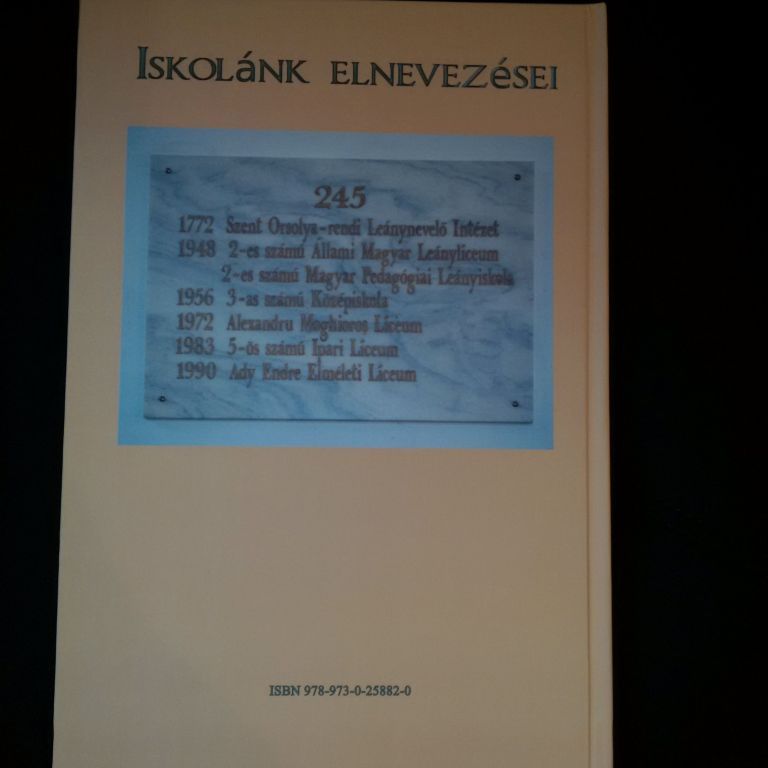 Iskolánk elnevezései
245
1772 Szent Orsolya-rendi Leánynevelő Intézet
1948 2-es számú Állami Magyar Leánylíceum
2-es számú Magyar Pedagógiai Leányiskola
1956 3-as számú Középiskola
1972 Alexandru Moghioroș Líceum
1983 5-ös számú Ipari Líceum
1990 Ady Endre Elméleti Líceum
ISBN 978-973-0-25882-0